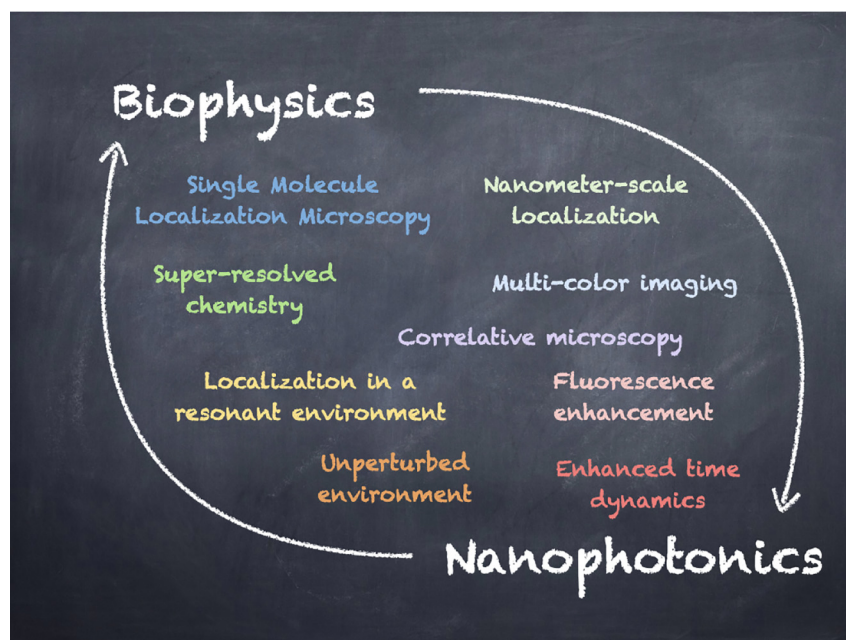 Biophysics
Single Molecule
Localization Microscopy
Nanometer-scale
localization
Super-resolved
chemistry
Multi-color imaging
Correlative microscopy
Localization in a
resonant environment
Fluorescence
enhancement
Unperturbed
environment
Enhanced time
dynamics
Nanophotonics